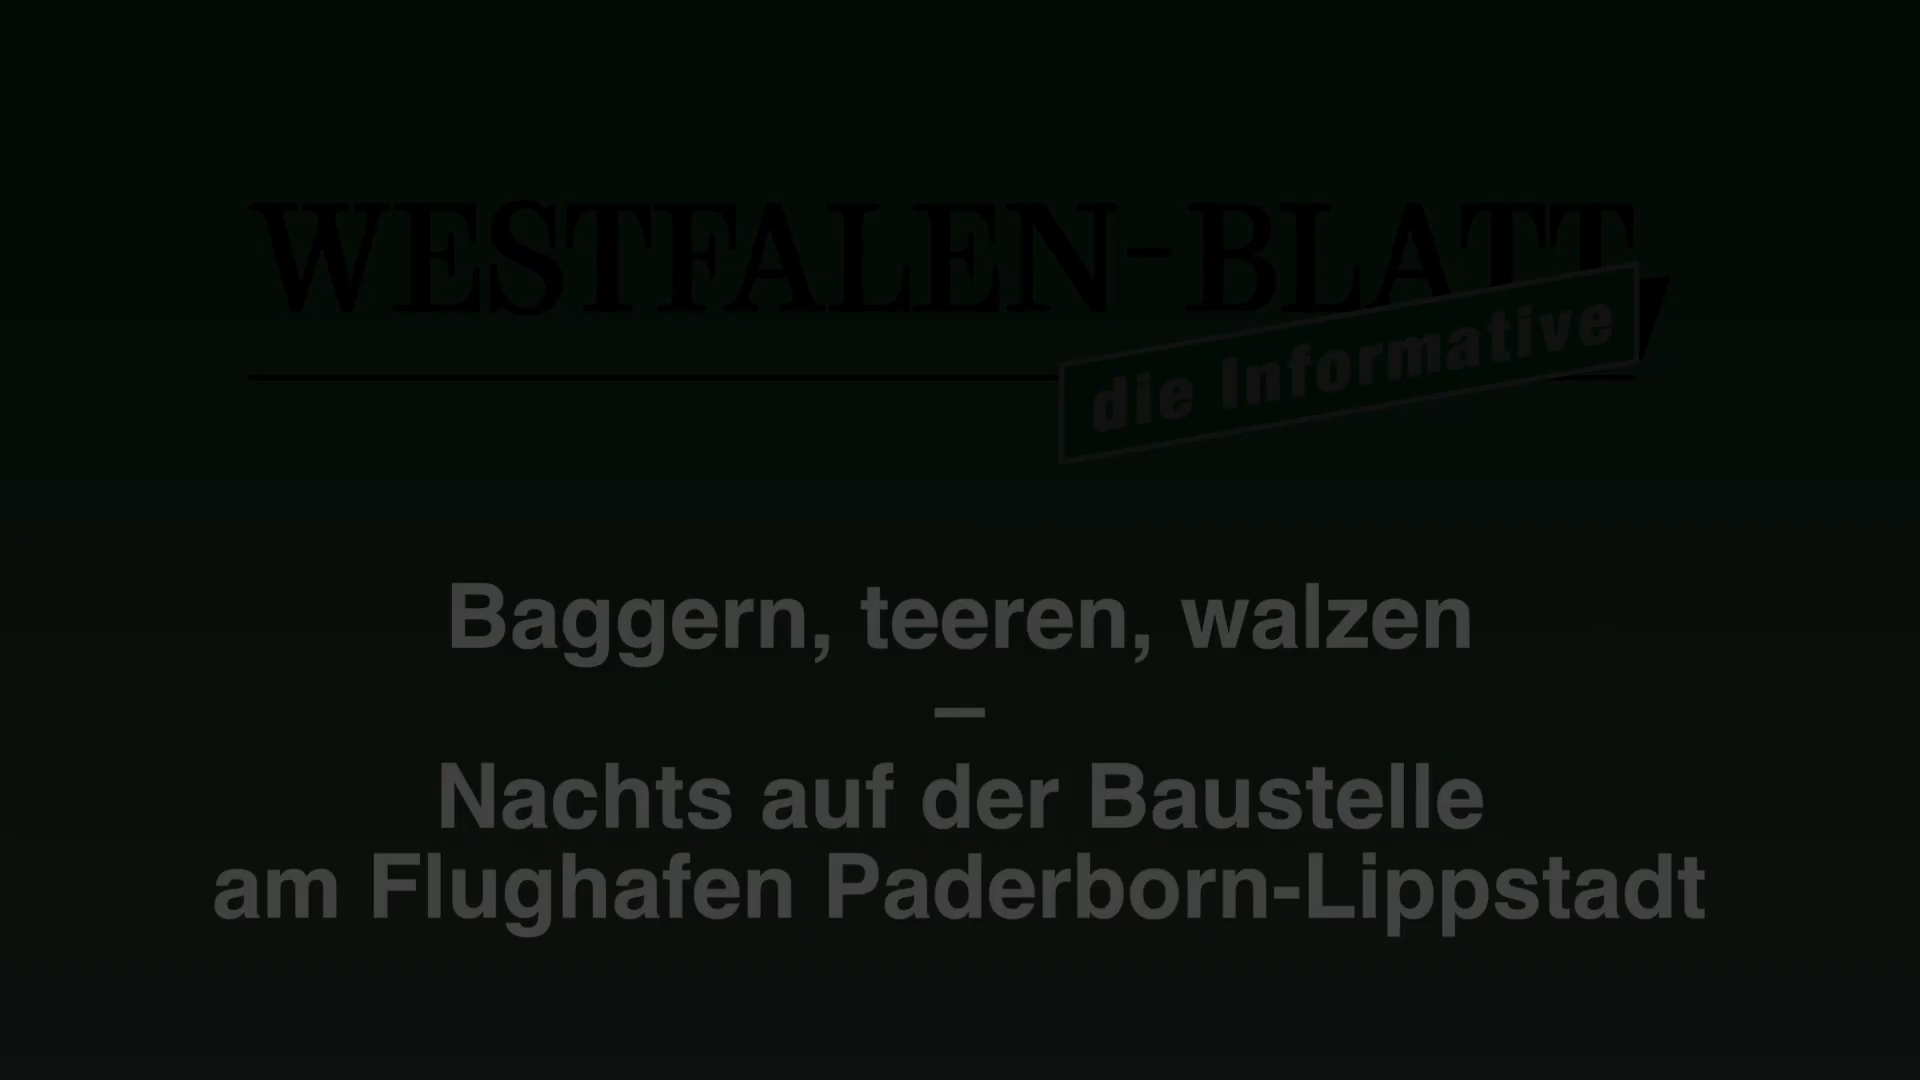 WESTFALEN-BLATT
die Informative
Baggern, teeren, walzen
–
Nachts auf der Baustelle
am Flughafen Paderborn-Lippstadt